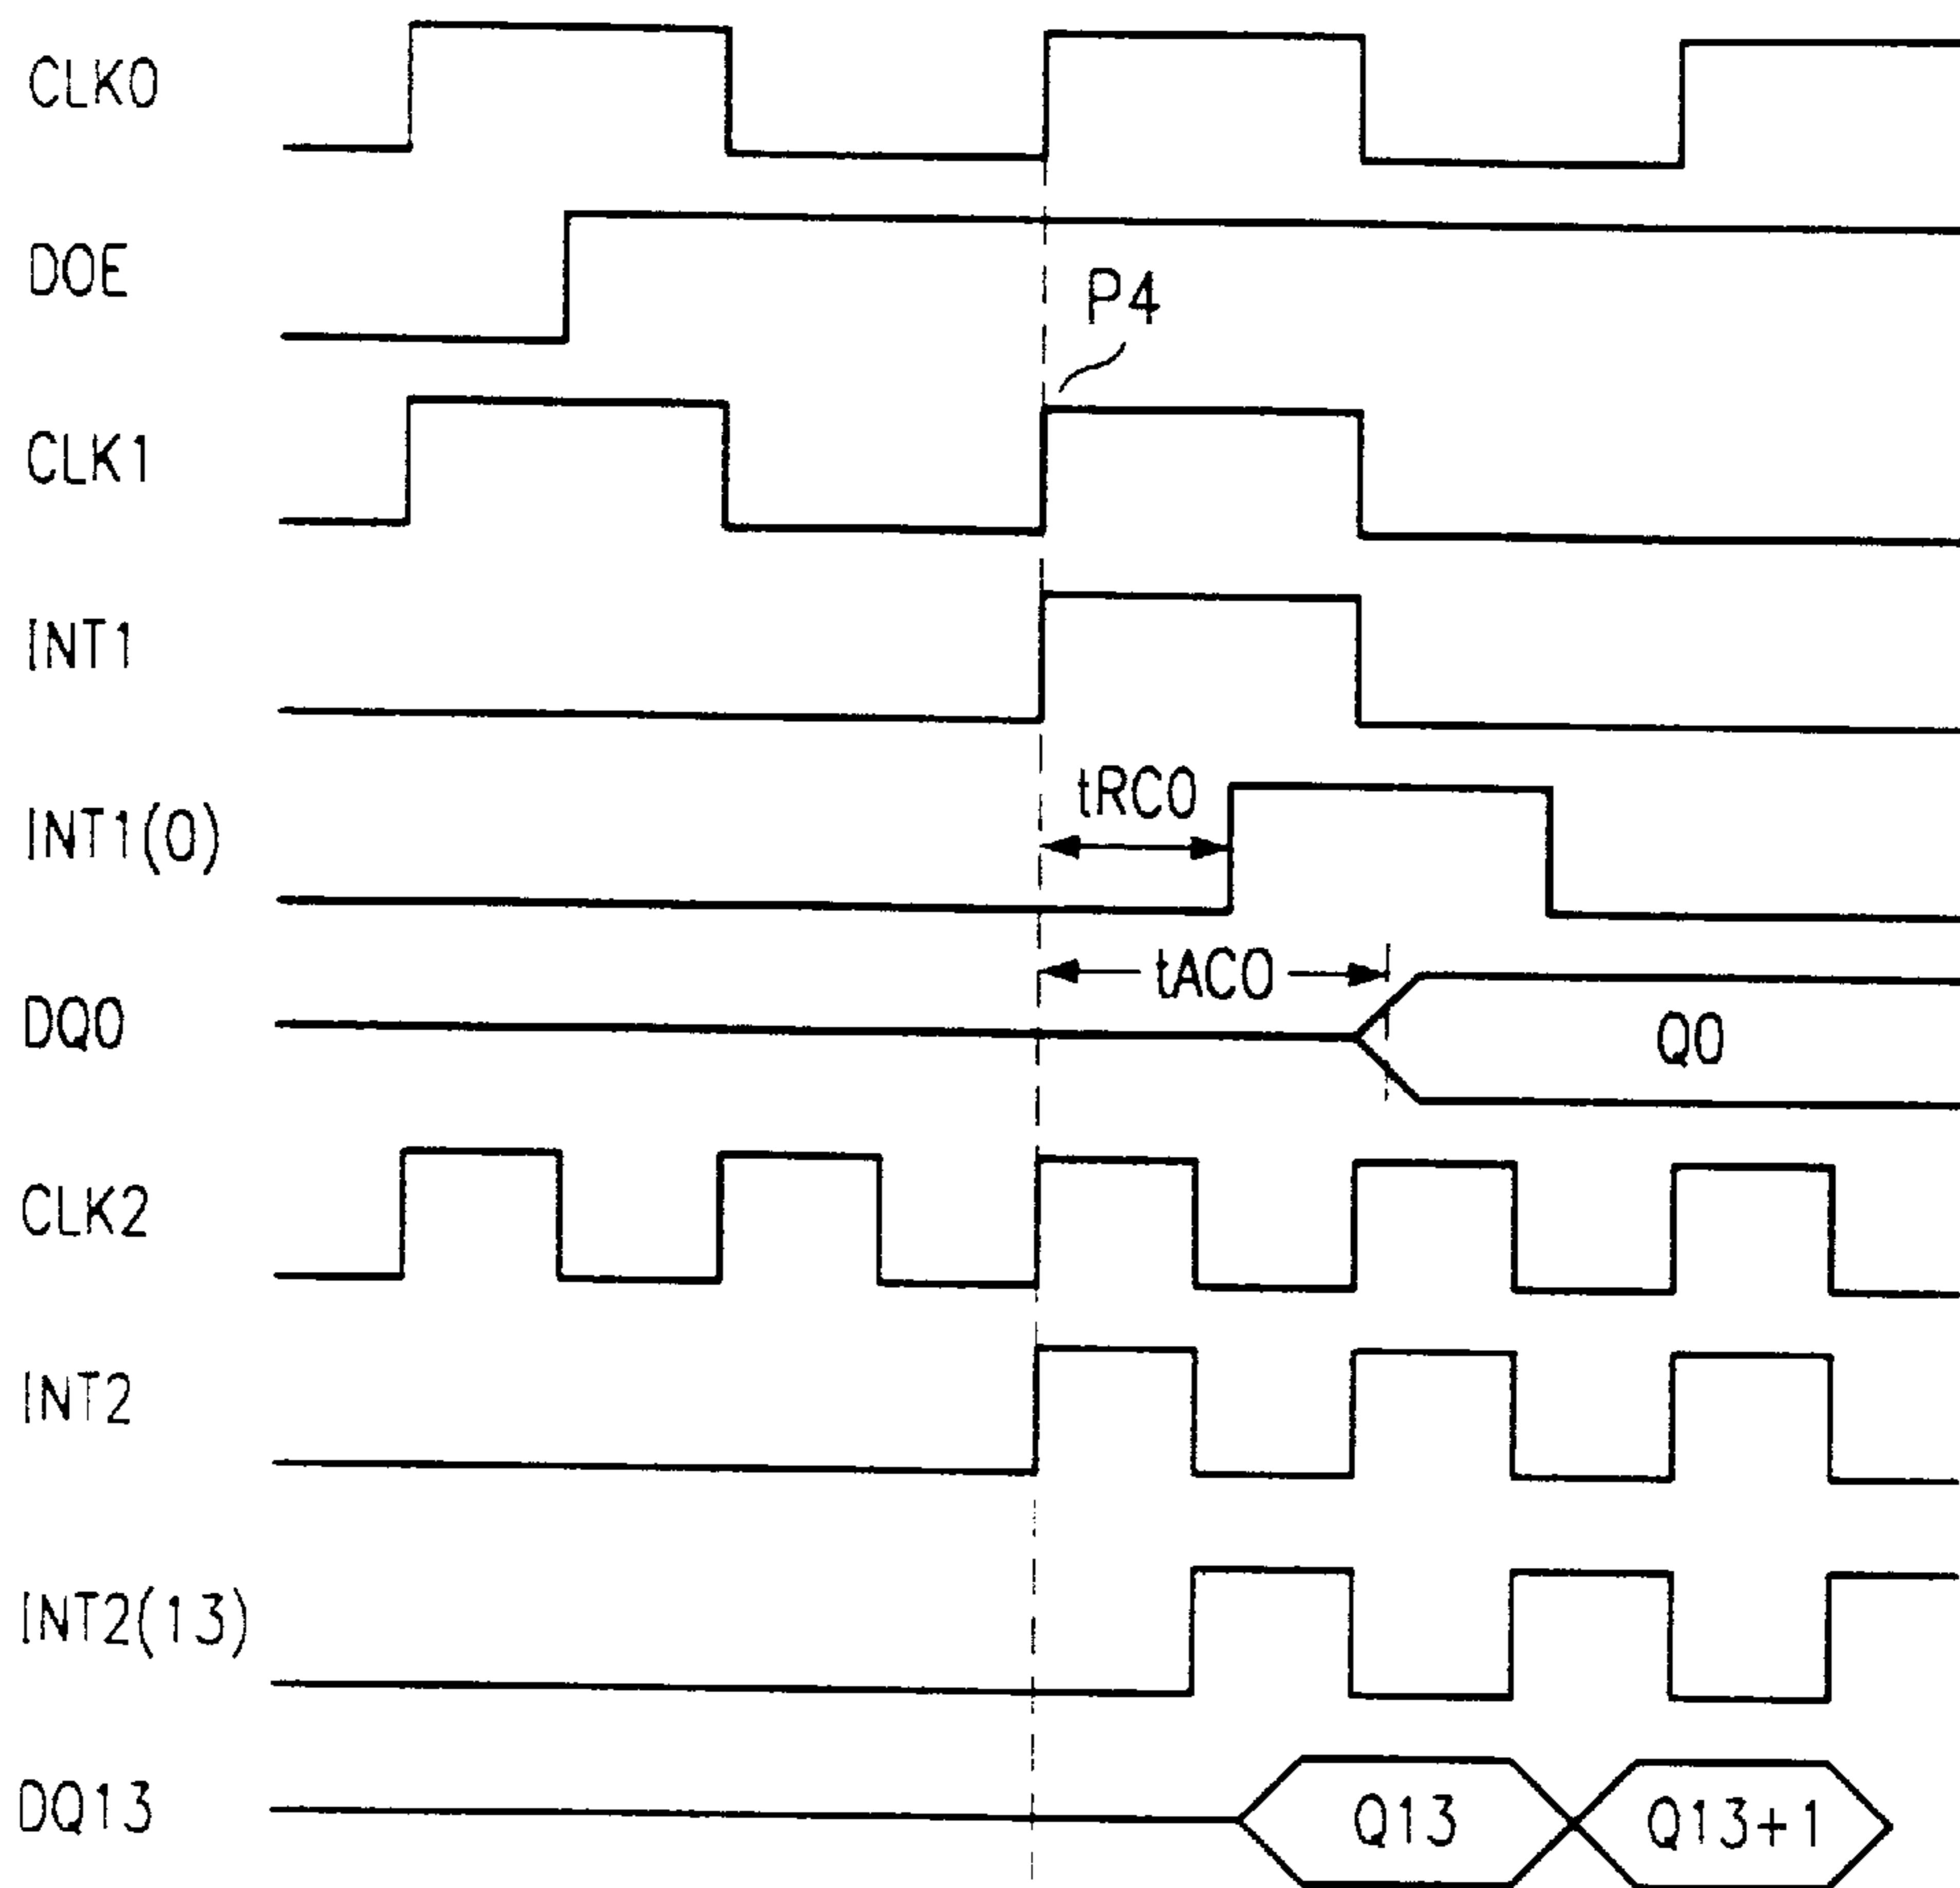 CLK0
DOE
P4
CLK1
INT1
tRC0
INT1(0)
tAC0
DQ0
Q0
CLK2
INT2
INT2(13)
DQ13
Q13
Q13+1